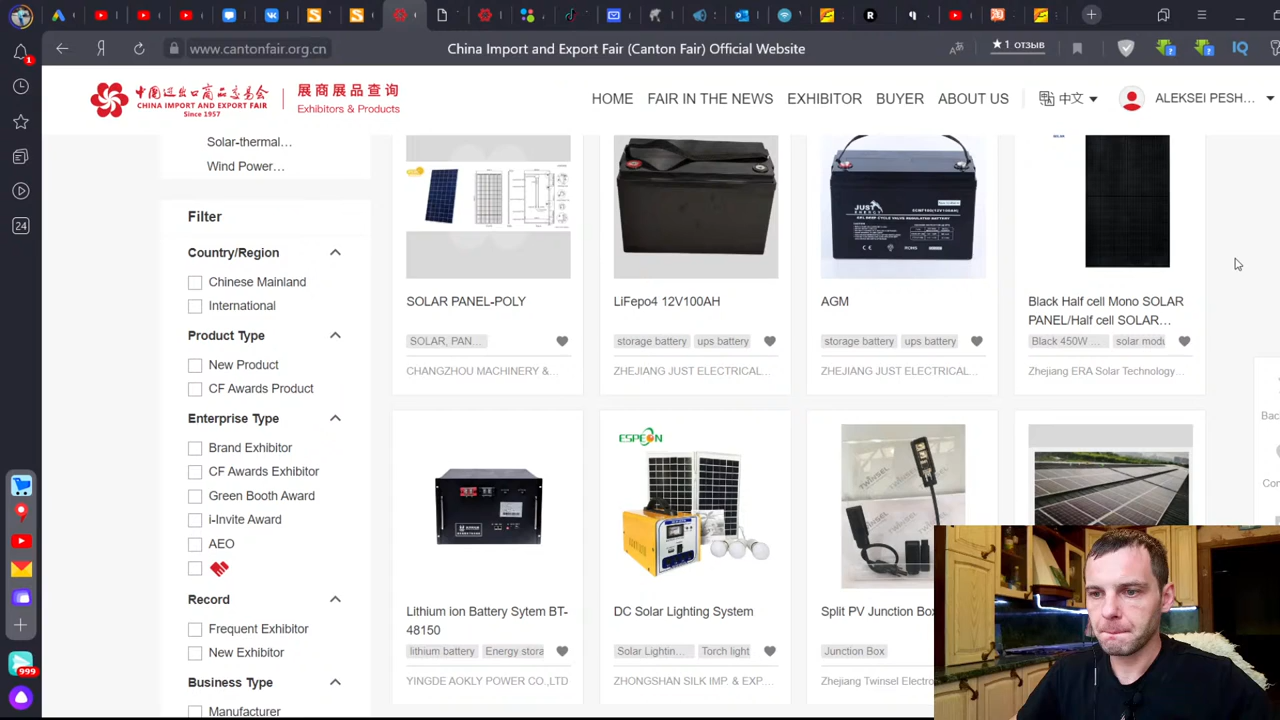 www.cantonfair.org.cn
China Import and Export Fair (Canton Fair) Official Website
1 отзыв
中国进出口商品交易会
CHINA IMPORT AND EXPORT FAIR
Since 1957
展商展品查询
Exhibitors & Products
HOME
FAIR IN THE NEWS
EXHIBITOR
BUYER
ABOUT US
中文
ALEKSEI PESH...
1
24
999
Solar-thermal...
Wind Power...
Filter
Country/Region
Chinese Mainland
International
Product Type
New Product
CF Awards Product
Enterprise Type
Brand Exhibitor
CF Awards Exhibitor
Green Booth Award
i-Invite Award
AEO
Record
Frequent Exhibitor
New Exhibitor
Business Type
Manufacturer
SOLAR PANEL-POLY
SOLAR, PAN...
CHANGZHOU MACHINERY &...
LiFepo4 12V100AH
storage battery
ups battery
ZHEJIANG JUST ELECTRICAL...
JUST
ENERGY
AGM
storage battery
ups battery
ZHEJIANG JUST ELECTRICAL...
Black Half cell Mono SOLAR
PANEL/Half cell SOLAR...
Black 450W ...
solar modu
Zhejiang ERA Solar Technology...
Lithium ion Battery Sytem BT-
48150
lithium battery
Energy stora
YINGDE AOKLY POWER CO.,LTD
ESPEON
DC Solar Lighting System
Solar Lightin...
Torch light
ZHONGSHAN SILK IMP. & EXP...
TWINSEL
Split PV Junction Box
Junction Box
Zhejiang Twinsel Electro
Bac
Con